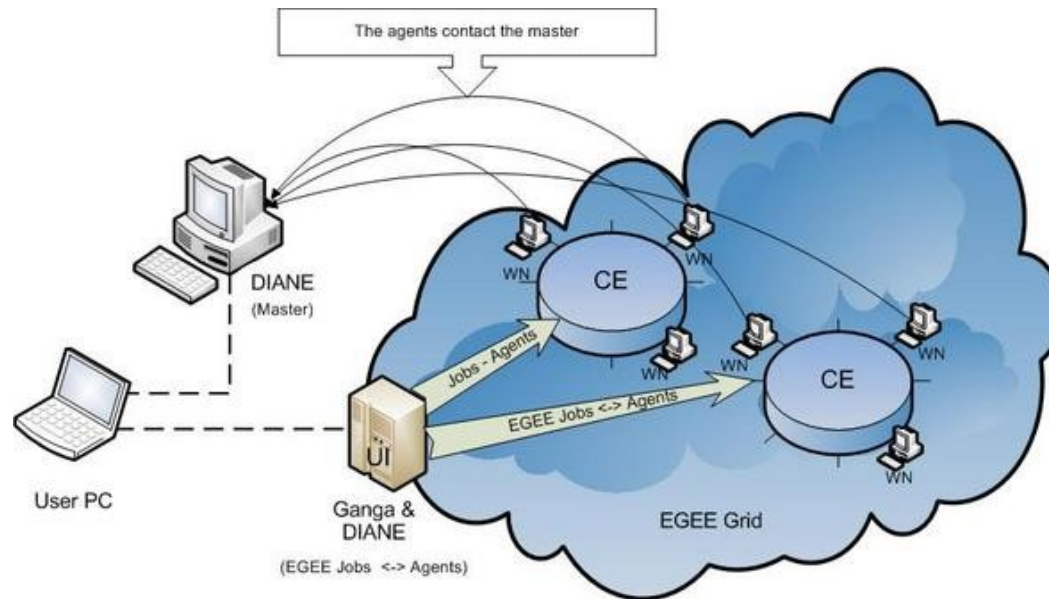 The agents contact the master
DIANE
(Master)
User PC
UI
Ganga &
DIANE
(EGEE Jobs <-> Agents)
Jobs - Agents
EGEE Jobs <-> Agents
CE
WN
WN
WN
CE
WN
WN
WN
EGEE Grid